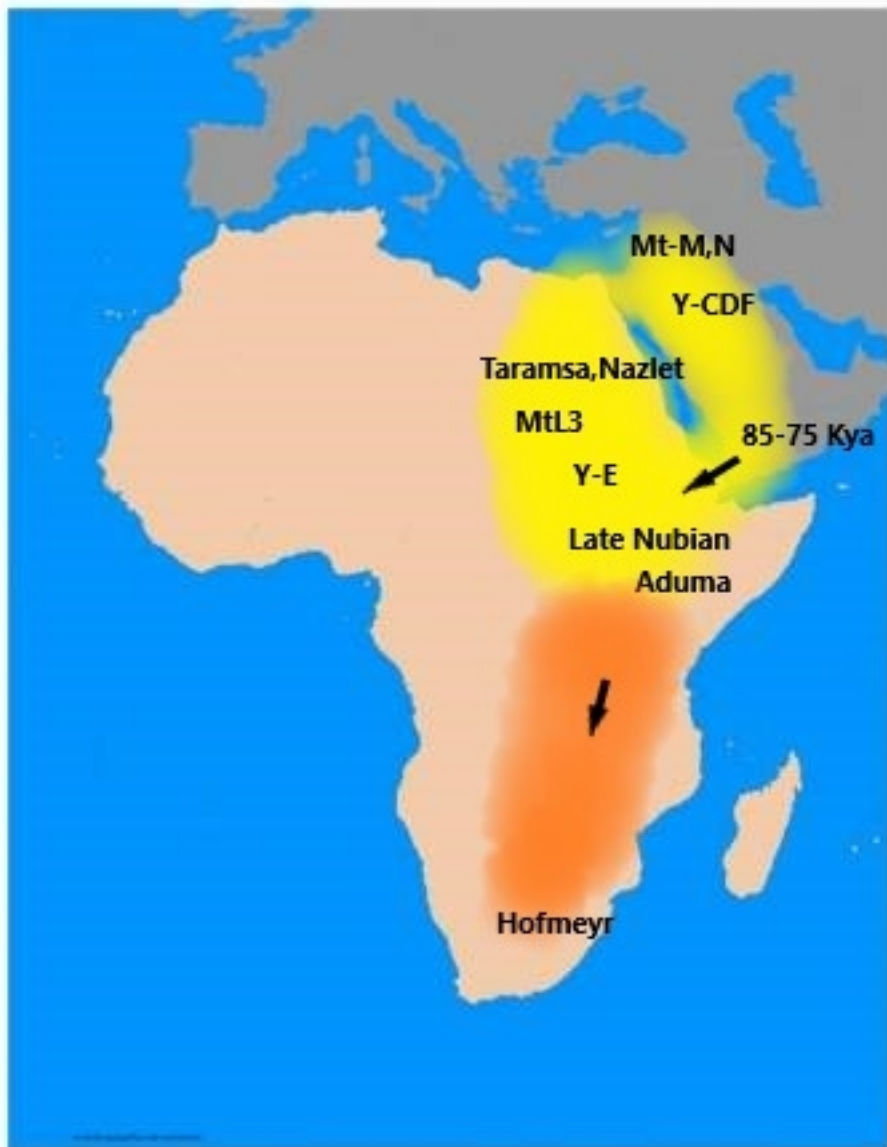 Mt-M,N
Y-CDF
Taramsa,Nazlet
MtL3
85-75 Kya
Y-E
Late Nubian
Aduma
Hofmeyr